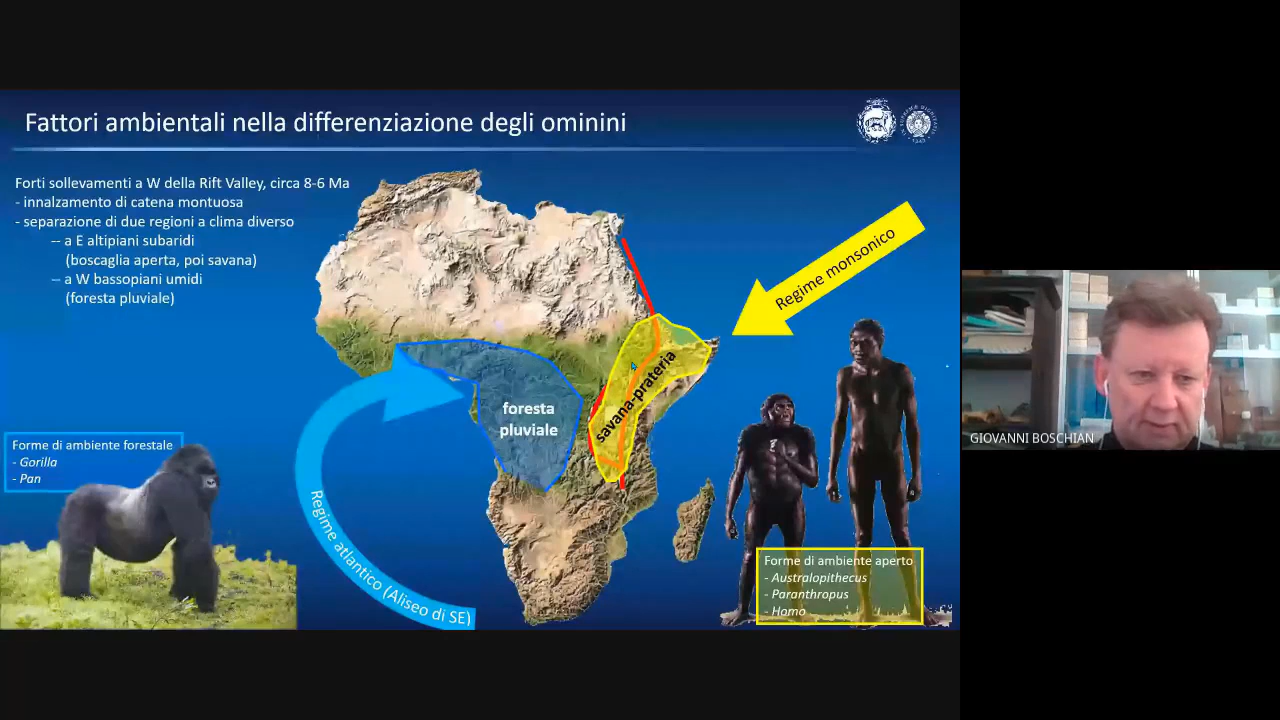 Fattori ambientali nella differenziazione degli ominini
Forti sollevamenti a W della Rift Valley, circa 8-6 Ma
- innalzamento di catena montuosa
- separazione di due regioni a clima diverso
-- a E altipiani subaridi
(boscaglia aperta, poi savana)
-- a W bassopiani umidi
(foresta pluviale)
Regime monsonico
savana-prateria
foresta
pluviale
Regime atlantico (Aliseo di SE)
Forme di ambiente forestale
- Gorilla
- Pan
Forme di ambiente aperto
- Australopithecus
- Paranthropus
- Homo
GIOVANNI BOSCHIAN